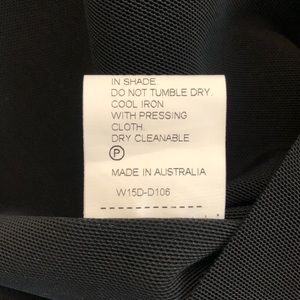 IN SHADE
DO NOT TUMBLE DRY.
COOL IRON
WITH PRESSING
CLOTH.
DRY CLEANABLE
P
MADE IN AUSTRALIA
W15D-D106